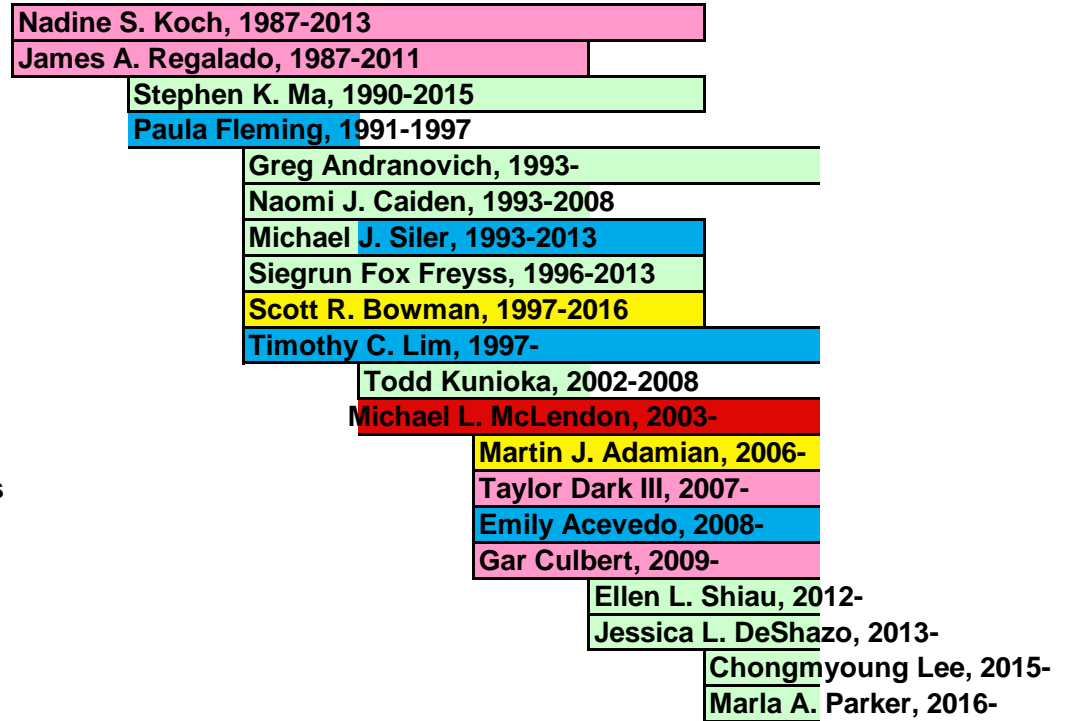 Nadine S. Koch, 1987-2013
James A. Regalado, 1987-2011
Stephen K. Ma, 1990-2015
Paula Fleming, 1991-1997
Greg Andranovich, 1993-
Naomi J. Caiden, 1993-2008
Michael J. Siler, 1993-2013
Siegrun Fox Freyss, 1996-2013
Scott R. Bowman, 1997-2016
Timothy C. Lim, 1997-
Todd Kunioka, 2002-2008
Michael L. McLendon, 2003-
Martin J. Adamian, 2006-
s
Taylor Dark III, 2007-
Emily Acevedo, 2008-
Gar Culbert, 2009-
Ellen L. Shiau, 2012-
Jessica L. DeShazo, 2013-
Chongmyoung Lee, 2015-
Marla A. Parker, 2016-